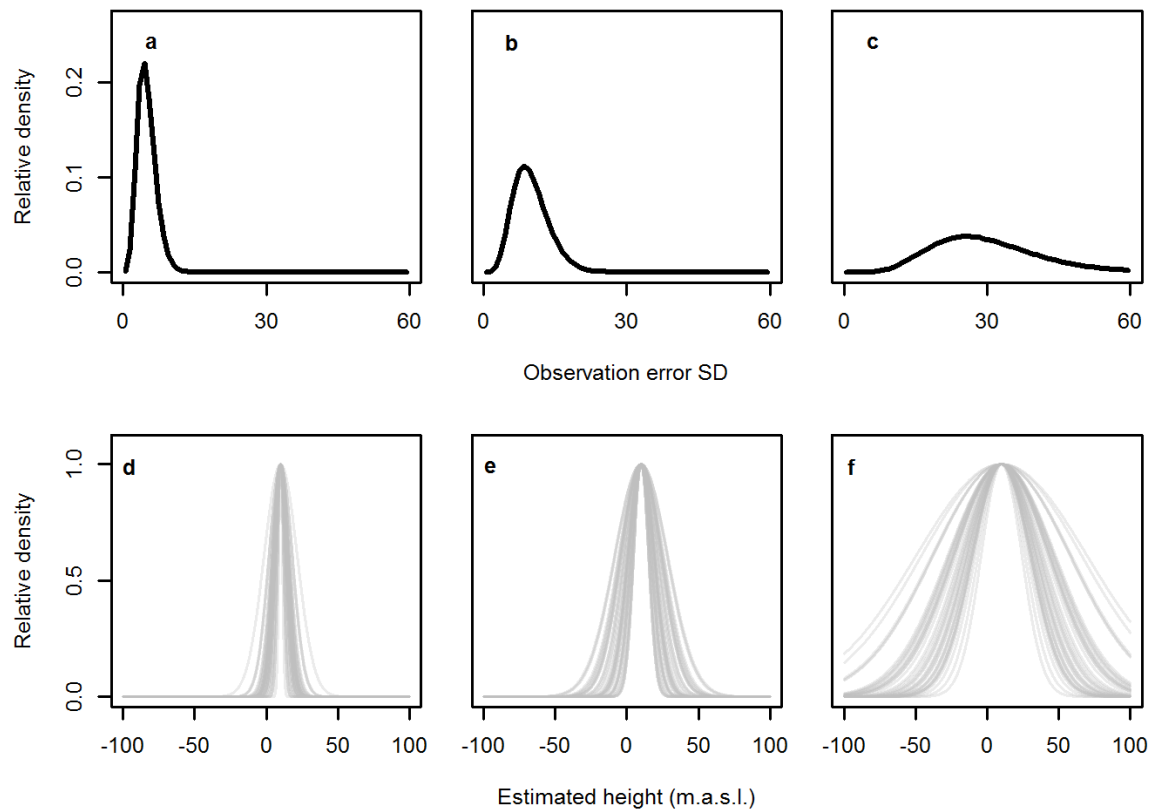 a
b
c
Relative density
0.2
0.1
0.0
0 30 60
0 30 60
0 30 60
Observation error SD
d
e
f
Relative density
1.0
0.5
0.0
-100 -50 0 50 100
-100 -50 0 50 100
-100 -50 0 50 100
Estimated height (m.a.s.l.)